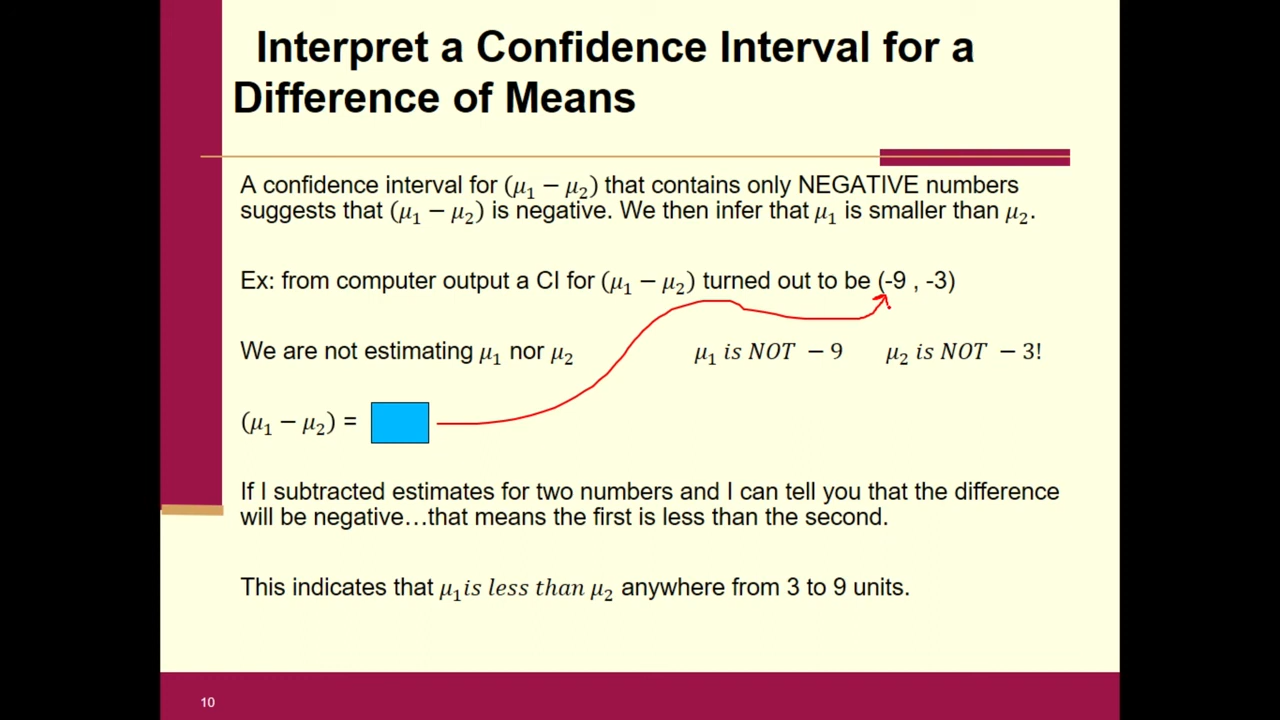 Interpret a Confidence Interval for a
Difference of Means
A confidence interval for (μ₁ − μ₂) that contains only NEGATIVE numbers
suggests that (μ₁ − μ₂) is negative. We then infer that μ₁ is smaller than μ₂.
Ex: from computer output a CI for (μ₁ − μ₂) turned out to be (-9 , -3)
We are not estimating μ₁ nor μ₂ μ₁ is NOT − 9 μ₂ is NOT − 3!
(μ₁ − μ₂) =
If I subtracted estimates for two numbers and I can tell you that the difference
will be negative…that means the first is less than the second.
This indicates that μ₁is less than μ₂ anywhere from 3 to 9 units.
10